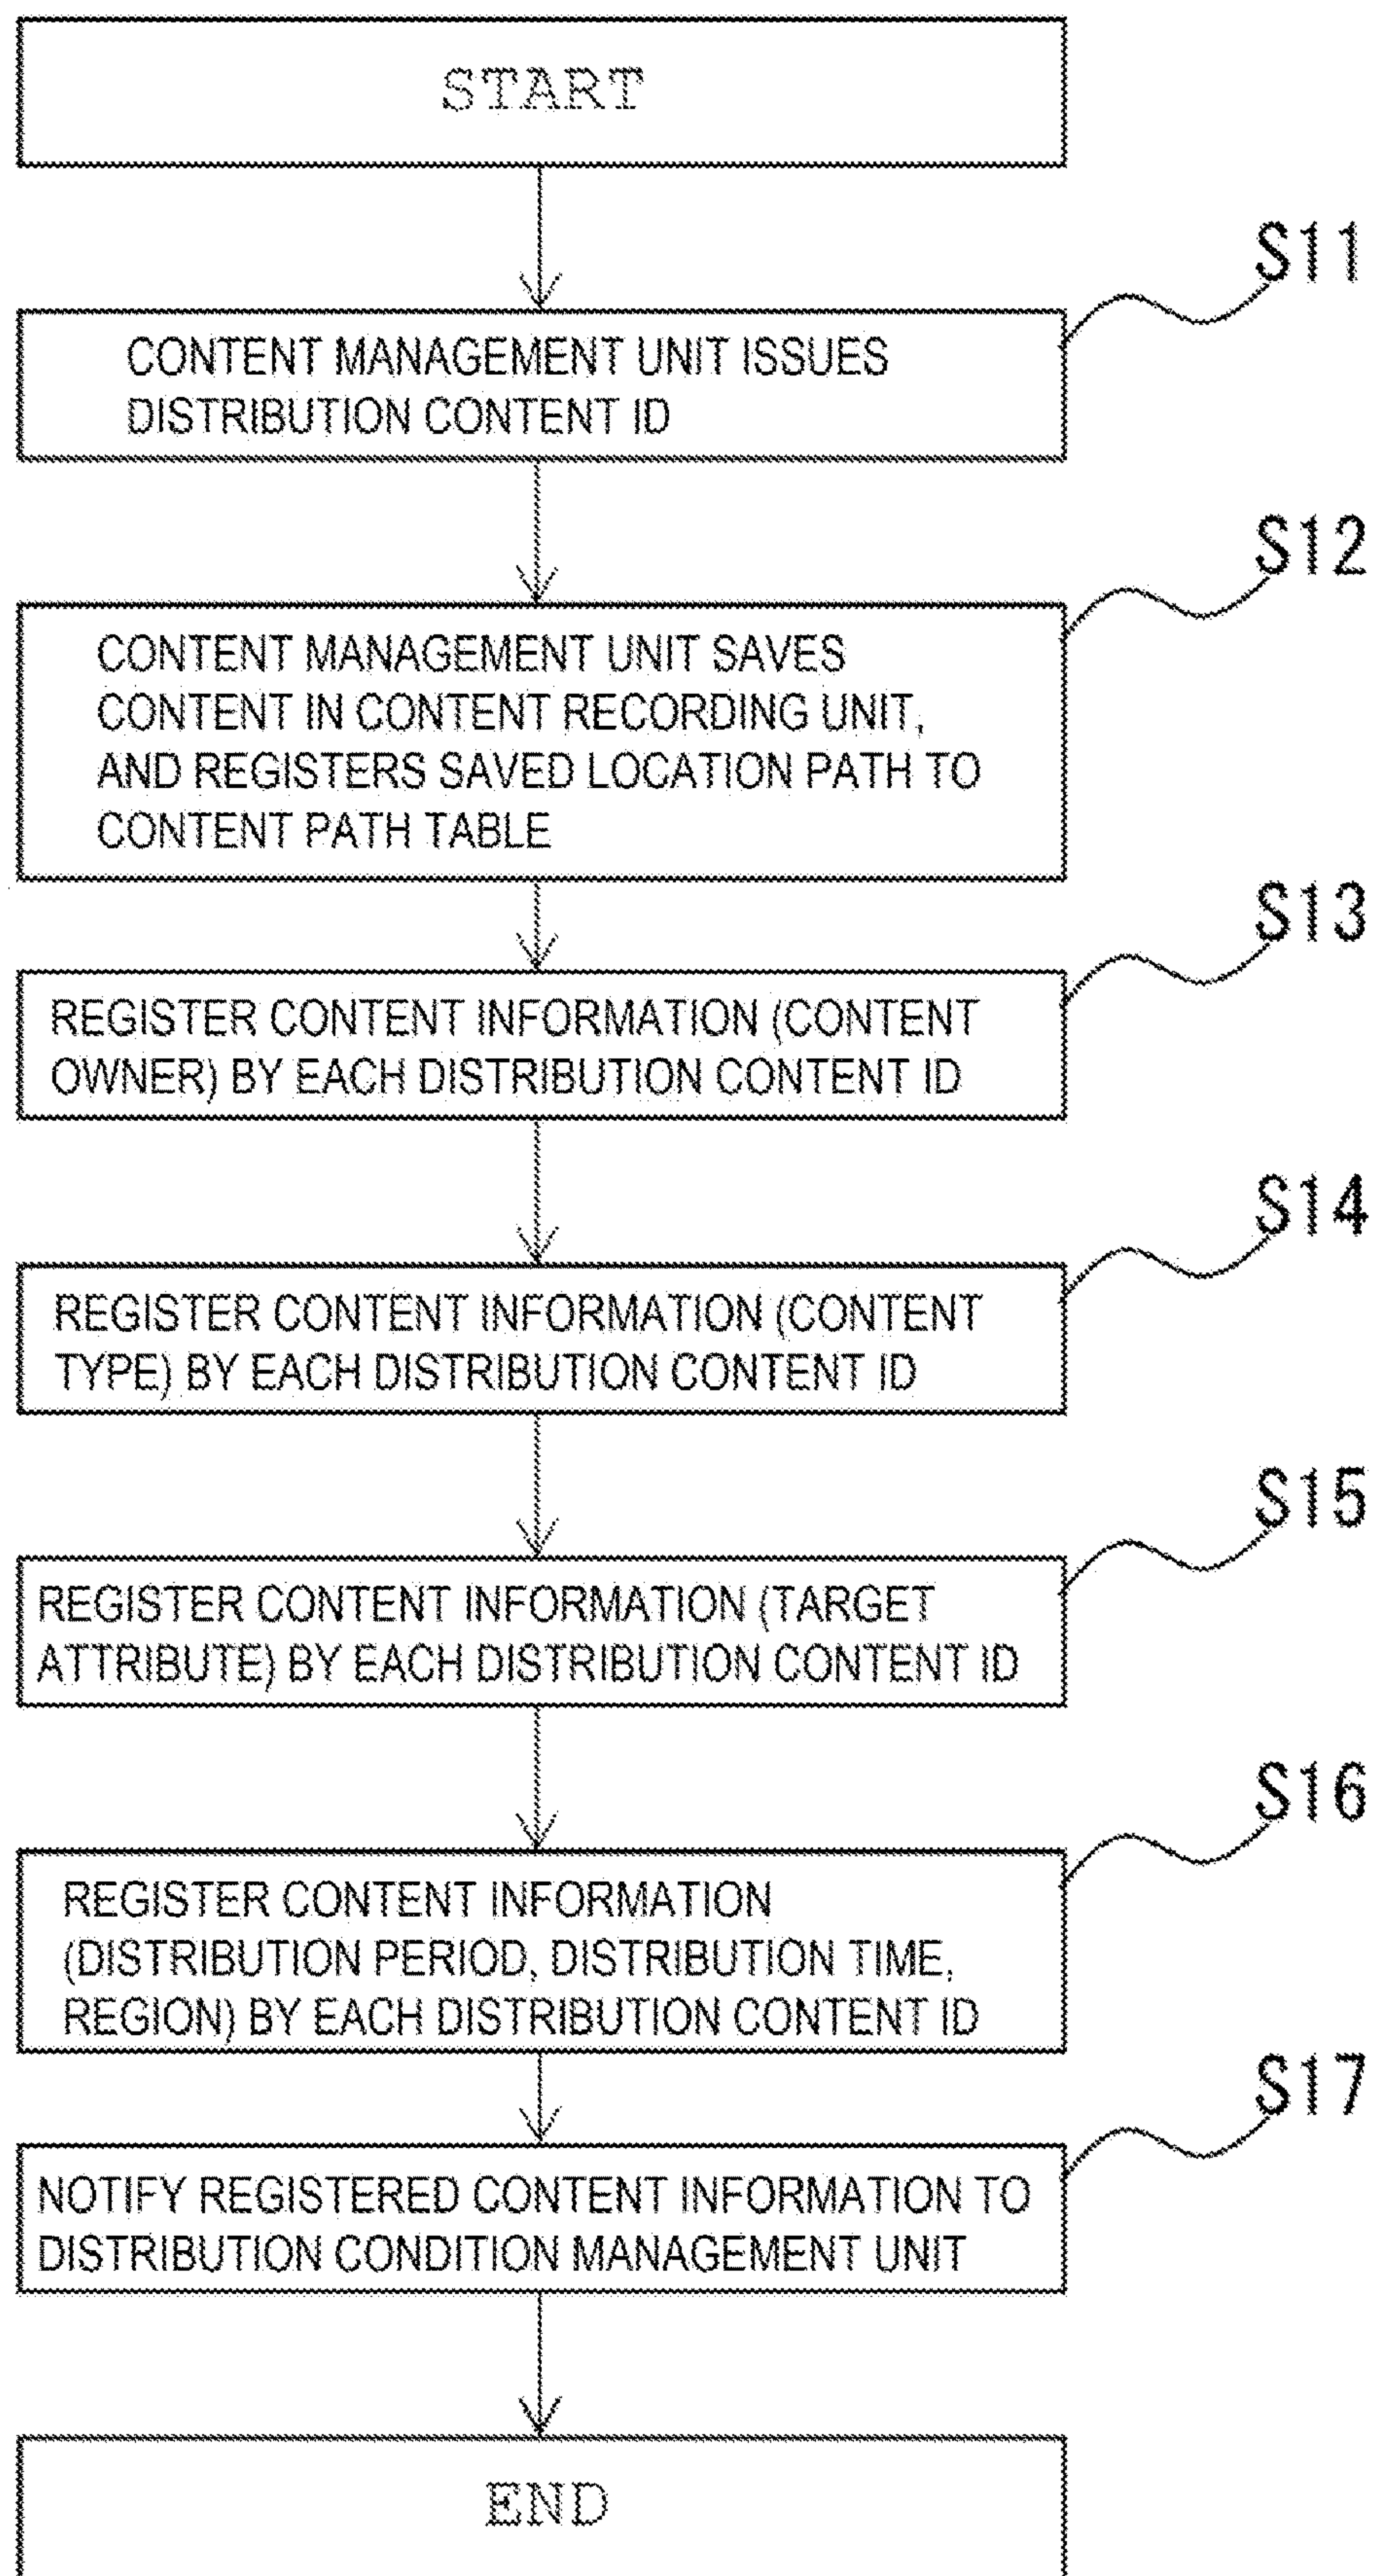 START
S11
CONTENT MANAGEMENT UNIT ISSUES
DISTRIBUTION CONTENT ID
S12
CONTENT MANAGEMENT UNIT SAVES
CONTENT IN CONTENT RECORDING UNIT,
AND REGISTERS SAVED LOCATION PATH TO
CONTENT PATH TABLE
S13
REGISTER CONTENT INFORMATION (CONTENT
OWNER) BY EACH DISTRIBUTION CONTENT ID
S14
REGISTER CONTENT INFORMATION (CONTENT
TYPE) BY EACH DISTRIBUTION CONTENT ID
S15
REGISTER CONTENT INFORMATION (TARGET
ATTRIBUTE) BY EACH DISTRIBUTION CONTENT ID
S16
REGISTER CONTENT INFORMATION
(DISTRIBUTION PERIOD, DISTRIBUTION TIME,
REGION) BY EACH DISTRIBUTION CONTENT ID
S17
NOTIFY REGISTERED CONTENT INFORMATION TO
DISTRIBUTION CONDITION MANAGEMENT UNIT
END